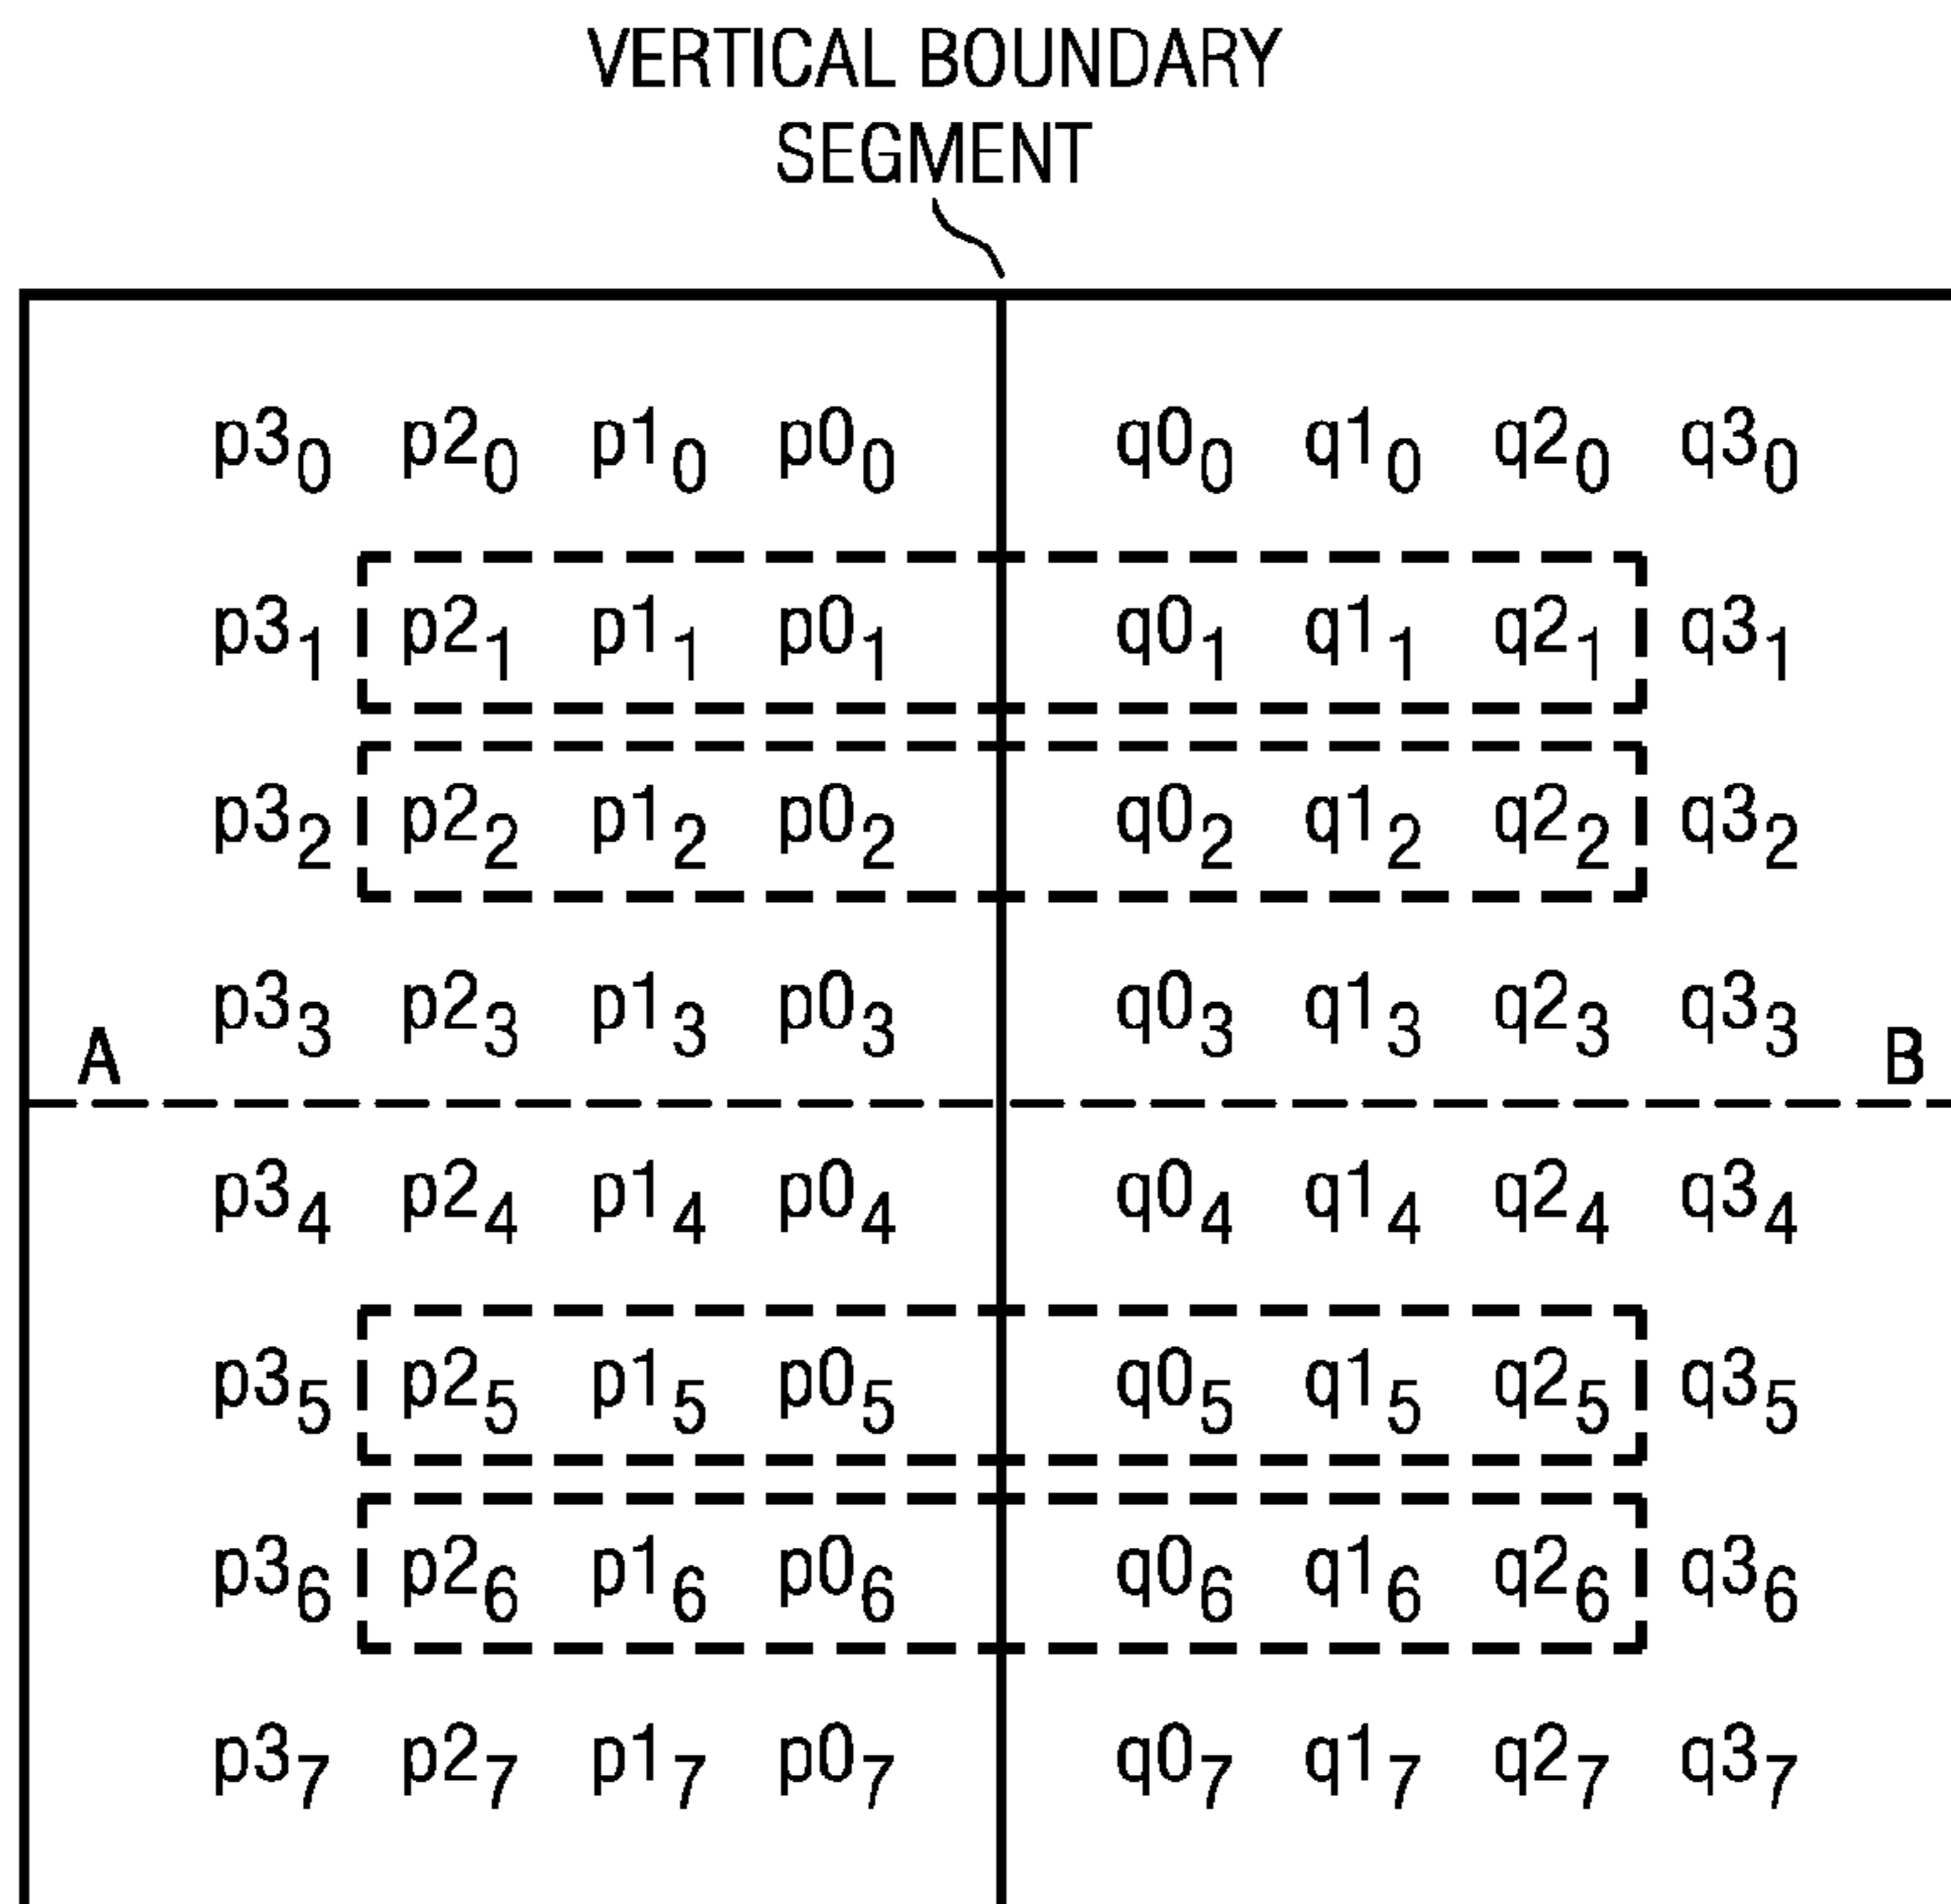 VERTICAL BOUNDARY
SEGMENT
p3₀ p2₀ p1₀ p0₀ q0₀ q1₀ q2₀ q3₀
p3₁ p2₁ p1₁ p0₁ q0₁ q1₁ q2₁ q3₁
p3₂ p2₂ p1₂ p0₂ q0₂ q1₂ q2₂ q3₂
p3₃ p2₃ p1₃ p0₃ q0₃ q1₃ q2₃ q3₃
A B
p3₄ p2₄ p1₄ p0₄ q0₄ q1₄ q2₄ q3₄
p3₅ p2₅ p1₅ p0₅ q0₅ q1₅ q2₅ q3₅
p3₆ p2₆ p1₆ p0₆ q0₆ q1₆ q2₆ q3₆
p3₇ p2₇ p1₇ p0₇ q0₇ q1₇ q2₇ q3₇